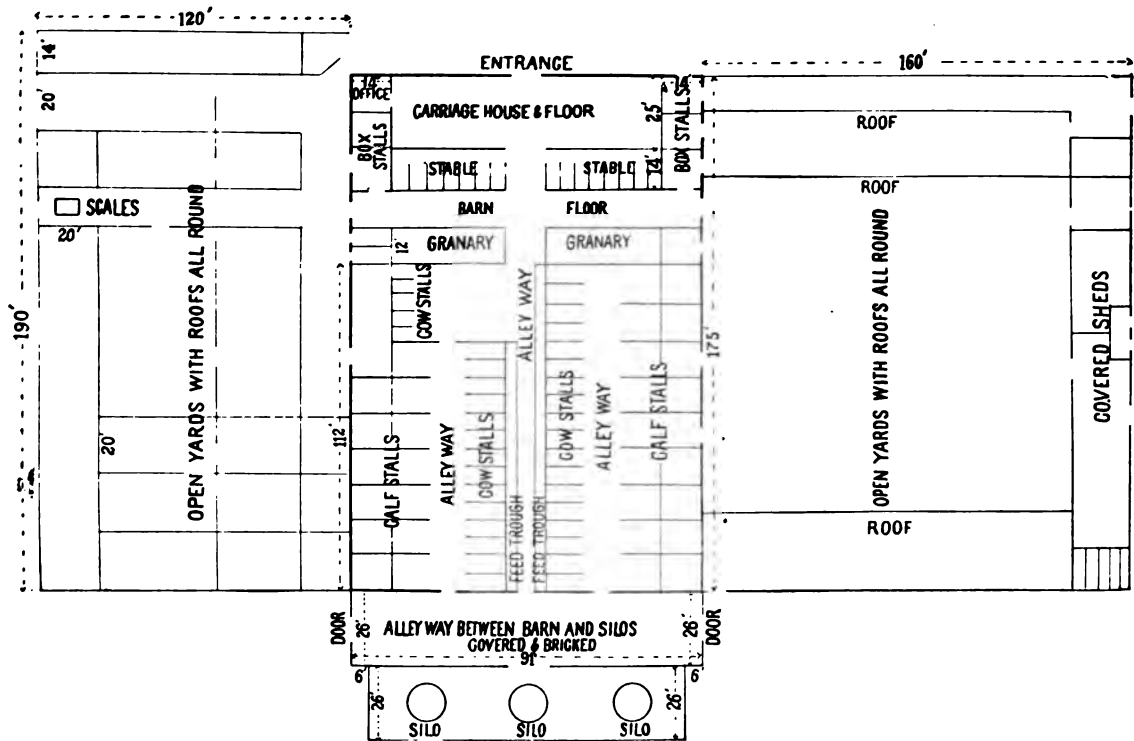 120′
160′
ENTRANCE
14′
14′
14′
OFFICE
CARRIAGE HOUSE & FLOOR
25′
BOX STALLS
BOX STALLS
20′
ROOF
STABLE
STABLE
14′
ROOF
SCALES
BARN FLOOR
20′
12′
GRANARY
GRANARY
190′
OPEN YARDS WITH ROOFS ALL ROUND
COW STALLS
ALLEY WAY
175′
OPEN YARDS WITH ROOFS ALL ROUND
COVERED SHEDS
20′
112′
CALF STALLS
ALLEY WAY
COW STALLS
FEED TROUGH
FEED TROUGH
COW STALLS
ALLEY WAY
CALF STALLS
ROOF
DOOR
26′
ALLEY WAY BETWEEN BARN AND SILOS
COVERED & BRICKED
91′
26′
DOOR
6′
6′
26′
26′
SILO
SILO
SILO